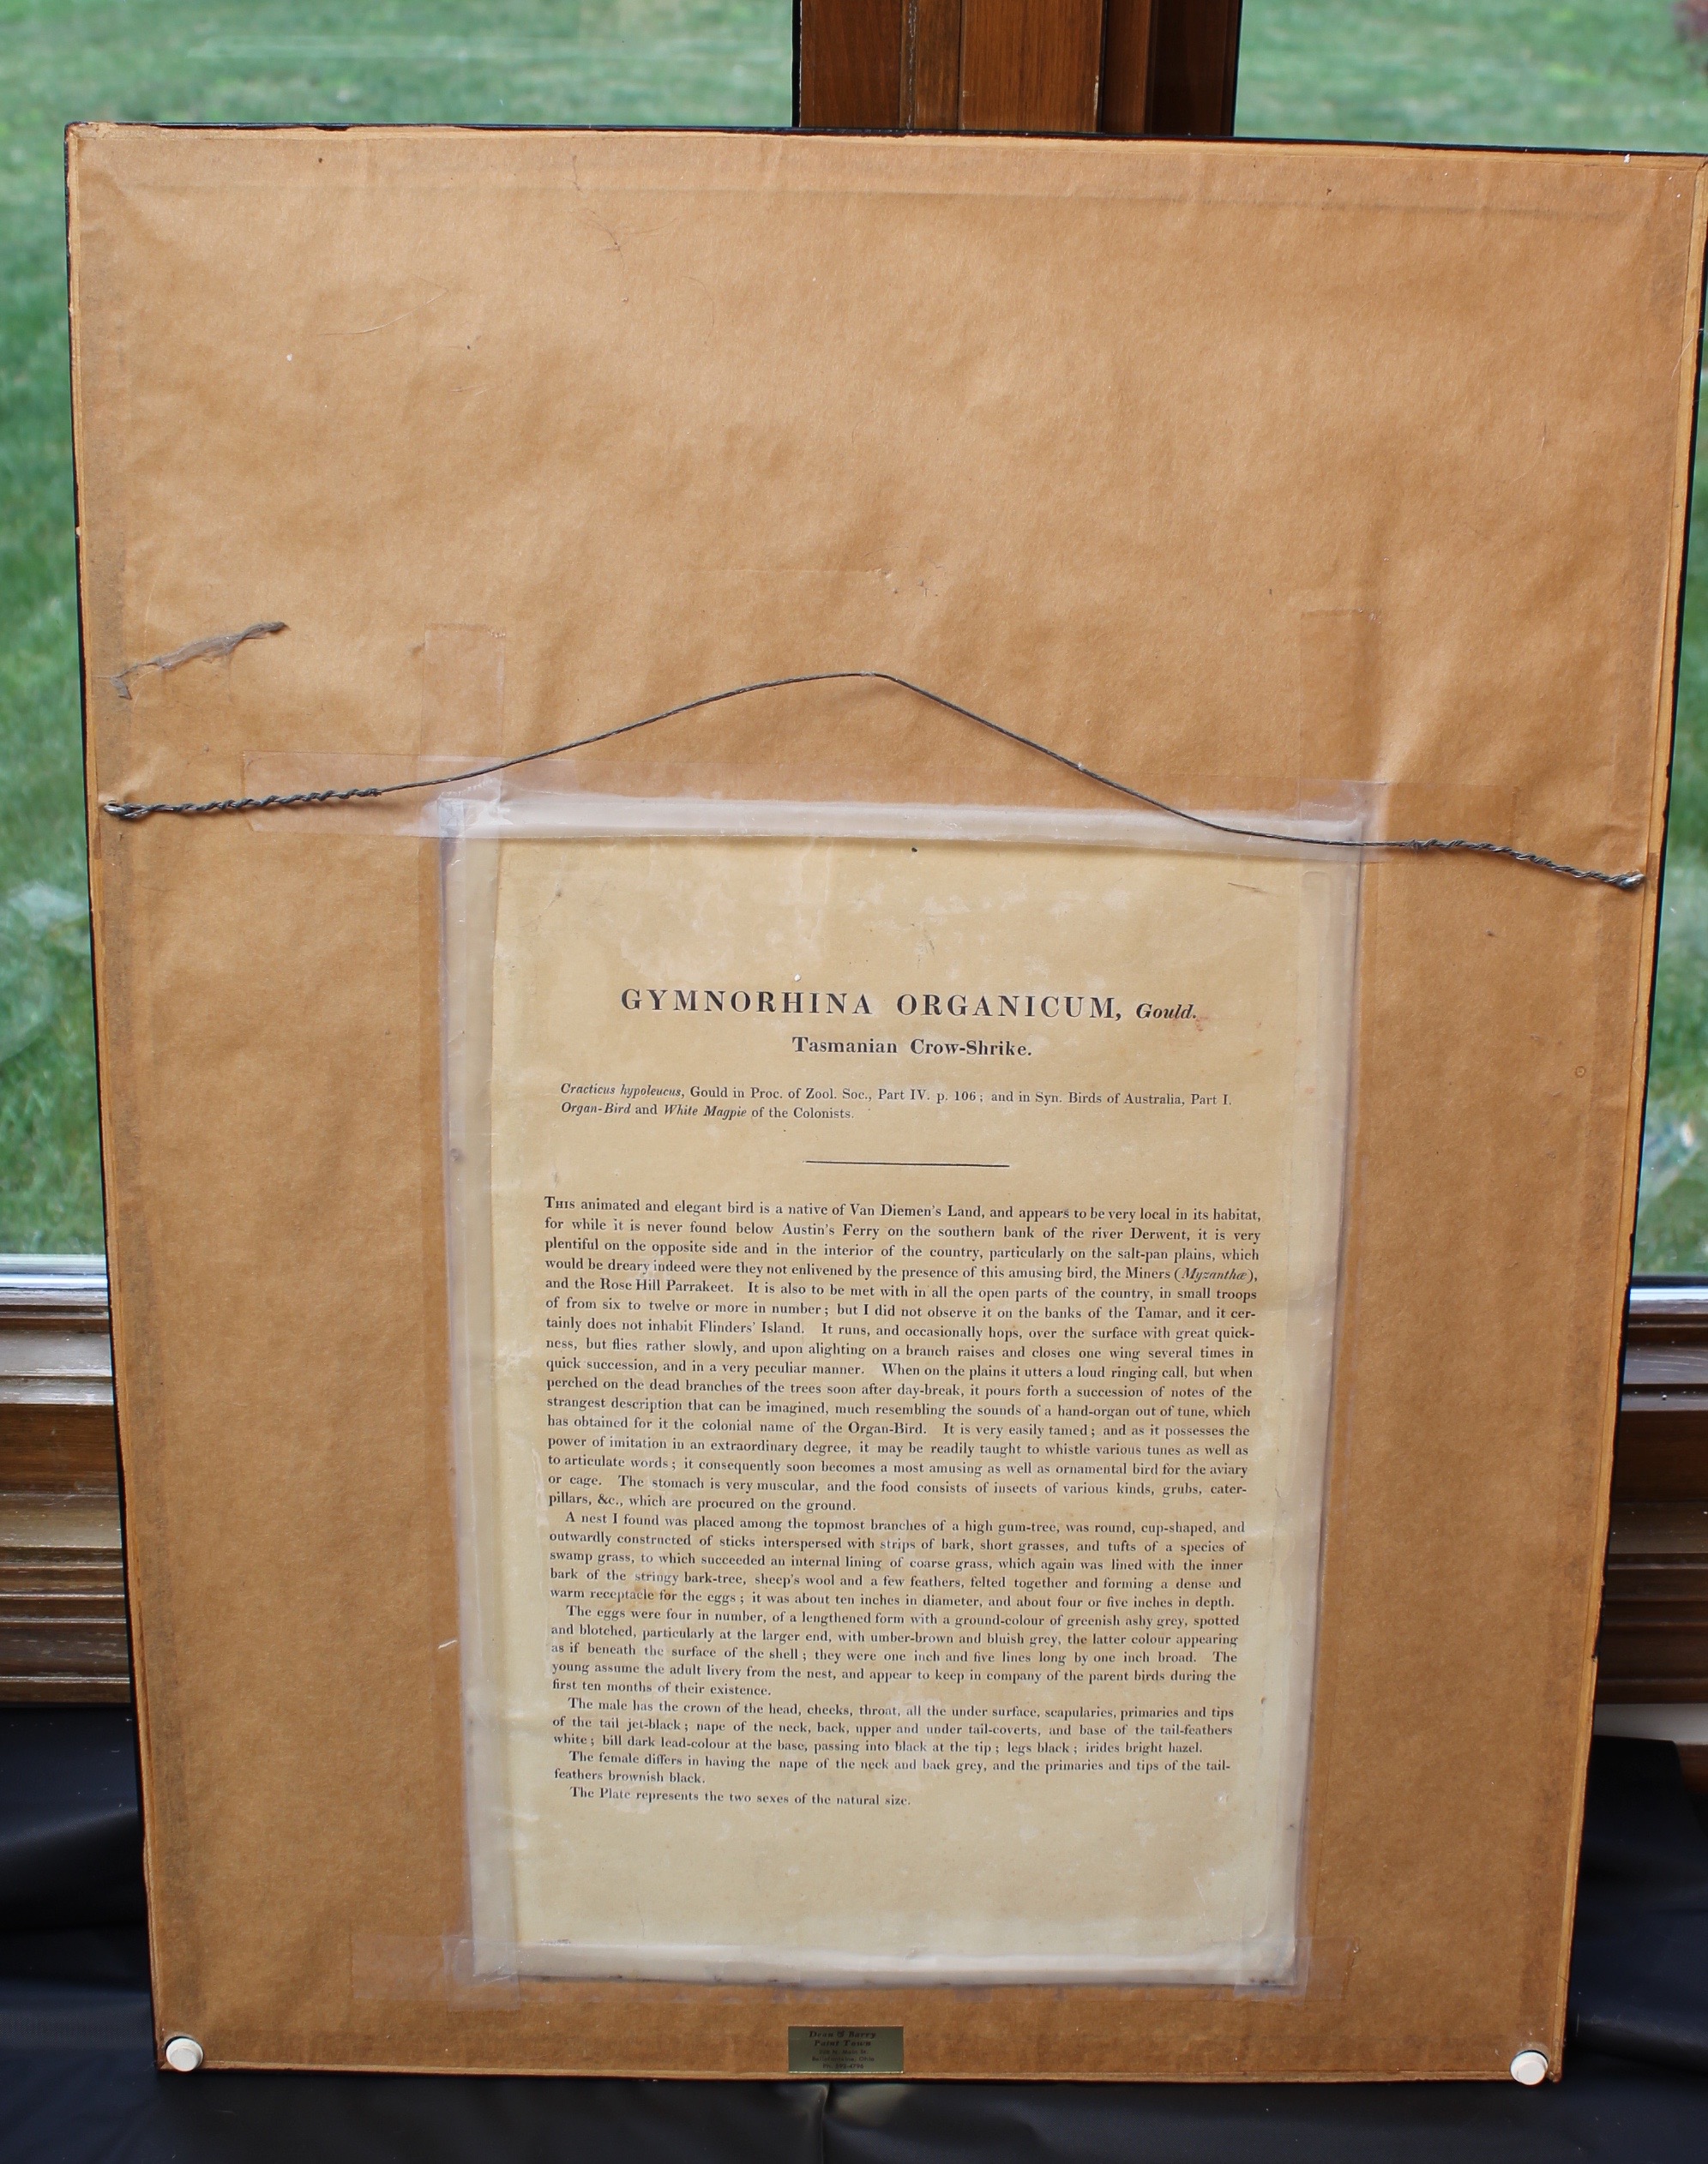 GYMNORHINA ORGANICUM, Gould.
Tasmanian Crow-Shrike.
Cracticus hypoleucus, Gould in Proc. of Zool. Soc., Part IV. p. 106; and in Syn. Birds of Australia, Part I.
Organ-Bird and White Magpie of the Colonists.
THIS animated and elegant bird is a native of Van Diemen's Land, and appears to be very local in its habitat,
for while it is never found below Austin's Ferry on the southern bank of the river Derwent, it is very
plentiful on the opposite side and in the interior of the country, particularly on the salt-pan plains, which
would be dreary indeed were they not enlivened by the presence of this amusing bird, the Miners (Myzanthæ),
and the Rose Hill Parrakeet. It is also to be met with in all the open parts of the country, in small troops
of from six to twelve or more in number; but I did not observe it on the banks of the Tamar, and it cer-
tainly does not inhabit Flinders' Island. It runs, and occasionally hops, over the surface with great quick-
ness, but flies rather slowly, and upon alighting on a branch raises and closes one wing several times in
quick succession, and in a very peculiar manner. When on the plains it utters a loud ringing call, but when
perched on the dead branches of the trees soon after day-break, it pours forth a succession of notes of the
strangest description that can be imagined, much resembling the sounds of a hand-organ out of tune, which
has obtained for it the colonial name of the Organ-Bird. It is very easily tamed; and as it possesses the
power of imitation in an extraordinary degree, it may be readily taught to whistle various tunes as well as
to articulate words; it consequently soon becomes a most amusing as well as ornamental bird for the aviary
or cage. The stomach is very muscular, and the food consists of insects of various kinds, grubs, cater-
pillars, &c., which are procured on the ground.
A nest I found was placed among the topmost branches of a high gum-tree, was round, cup-shaped, and
outwardly constructed of sticks interspersed with strips of bark, short grasses, and tufts of a species of
swamp grass, to which succeeded an internal lining of coarse grass, which again was lined with the inner
bark of the stringy bark-tree, sheep's wool and a few feathers, felted together and forming a dense and
warm receptacle for the eggs; it was about ten inches in diameter, and about four or five inches in depth.
The eggs were four in number, of a lengthened form with a ground-colour of greenish ashy grey, spotted
and blotched, particularly at the larger end, with umber-brown and bluish grey, the latter colour appearing
as if beneath the surface of the shell; they were one inch and five lines long by one inch broad. The
young assume the adult livery from the nest, and appear to keep in company of the parent birds during the
first ten months of their existence.
The male has the crown of the head, cheeks, throat, all the under surface, scapularies, primaries and tips
of the tail jet-black; nape of the neck, back, upper and under tail-coverts, and base of the tail-feathers
white; bill dark lead-colour at the base, passing into black at the tip; legs black; irides bright hazel.
The female differs in having the nape of the neck and back grey, and the primaries and tips of the tail-
feathers brownish black.
The Plate represents the two sexes of the natural size.
Dean & Barry
Paint Town
Bellefontaine, Ohio